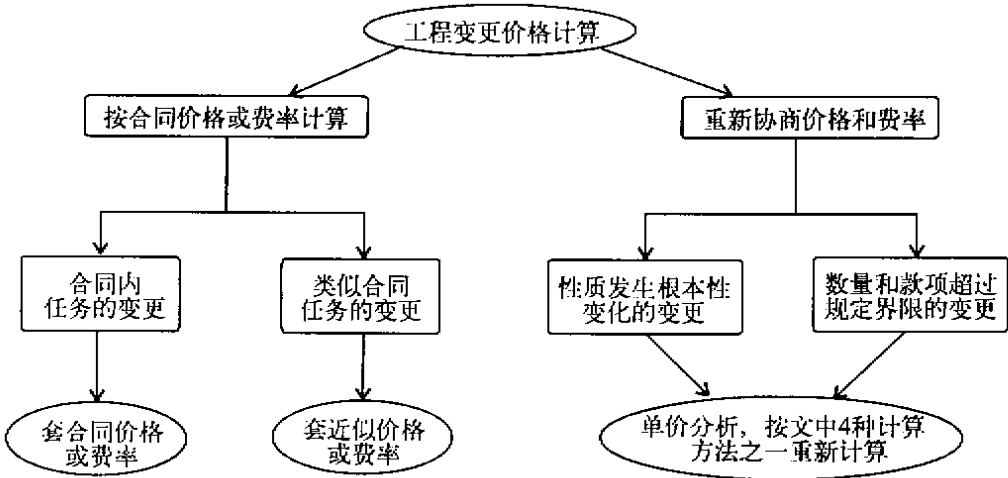 工程变更价格计算
按合同价格或费率计算
重新协商价格和费率
合同内
任务的变更
类似合同
任务的变更
性质发生根本性
变化的变更
数量和款项超过
规定界限的变更
套合同价格
或费率
套近似价格
或费率
单价分析，按文中4种计算
方法之一重新计算